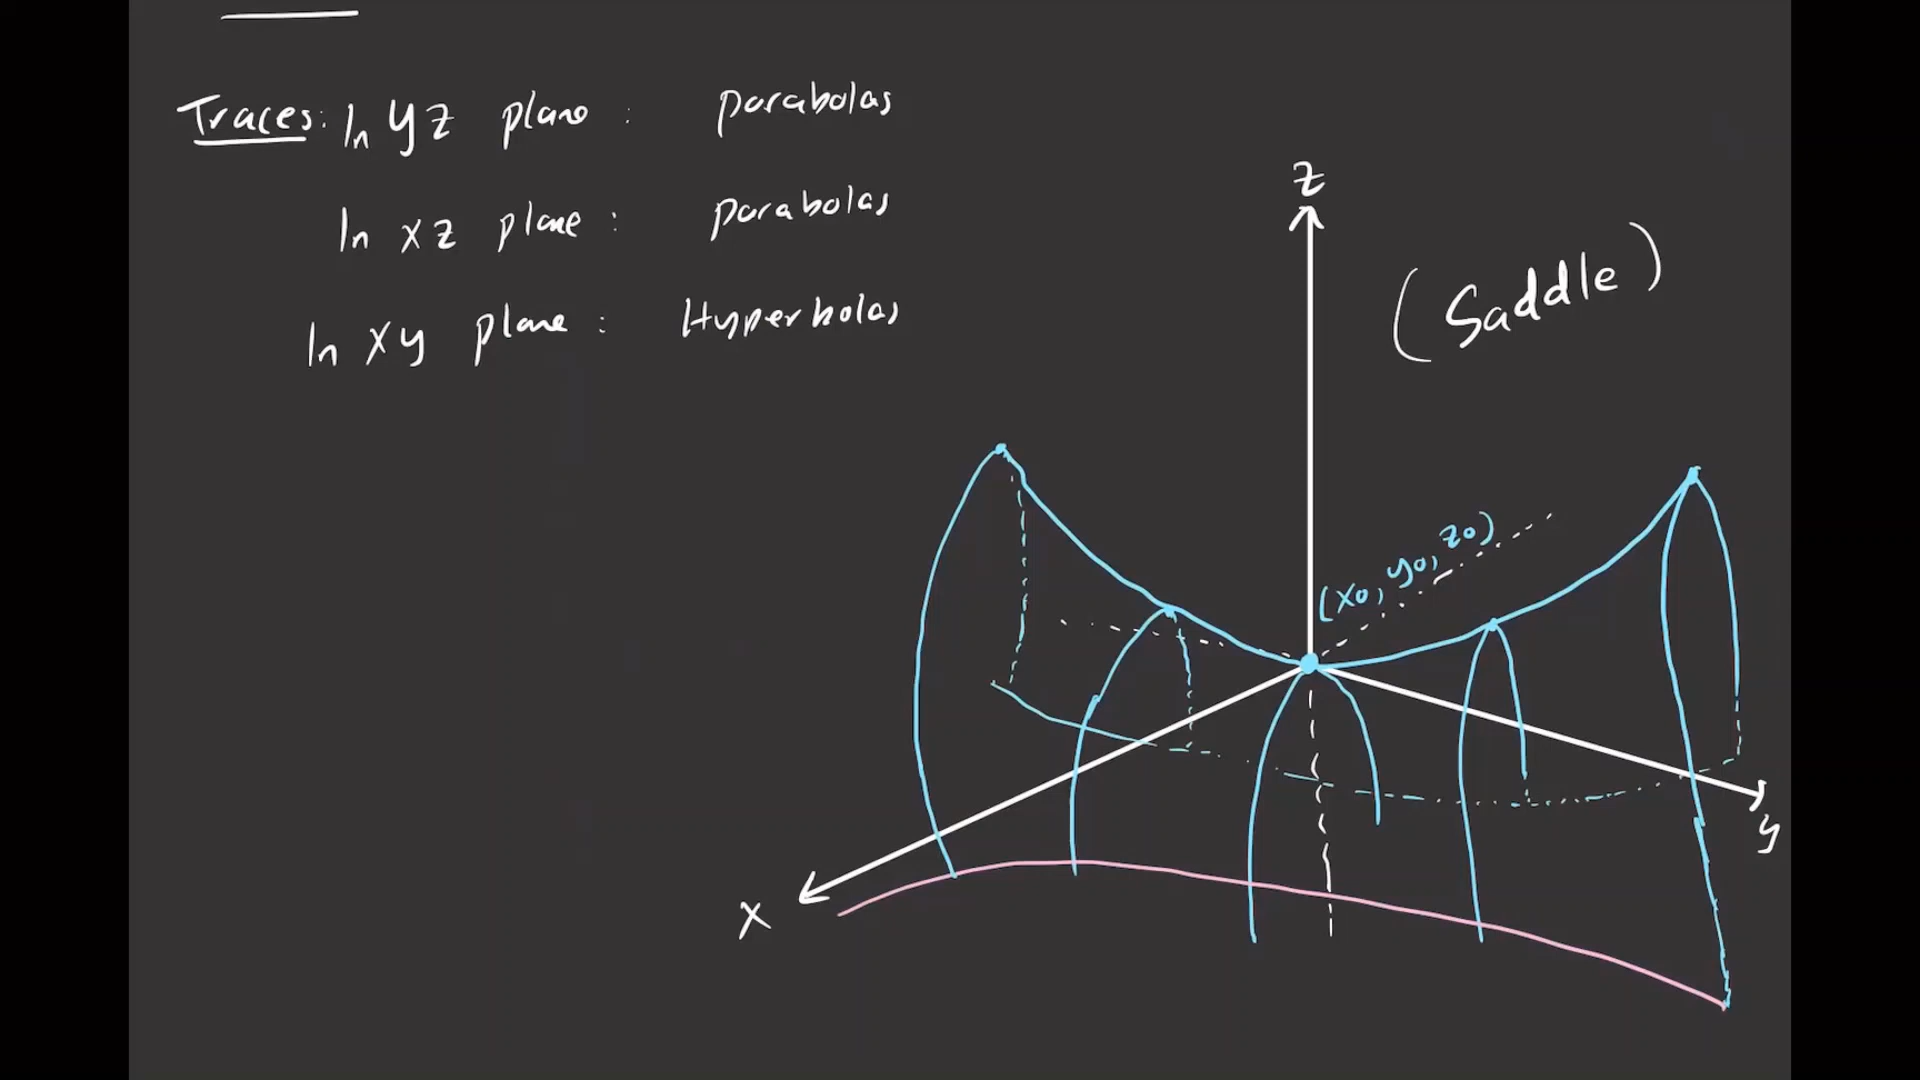 Traces: In yz plane : parabolas
In xz plane : parabolas
In xy plane : Hyperbolas
z
(Saddle)
(x0, y0, z0)
y
x